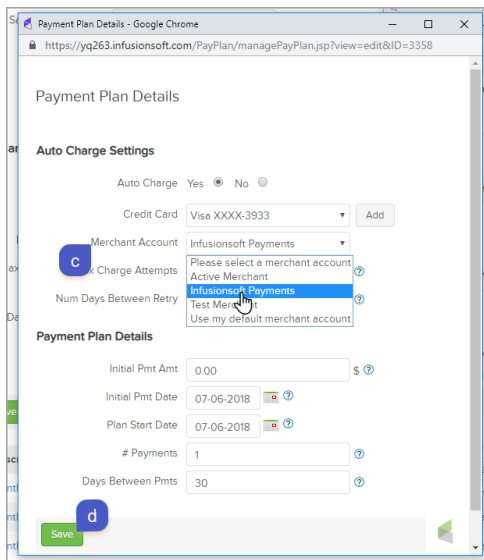 Payment Plan Details - Google Chrome
https://yq263.infusionsoft.com/PayPlan/managePayPlan.jsp?view=edit&ID=3358
Payment Plan Details
Auto Charge Settings
Auto Charge Yes No
Credit Card Visa XXXX-3933 Add
Merchant Account Infusionsoft Payments
c
Please select a merchant account
x Charge Attempts ?
Active Merchant
Infusionsoft Payments
Num Days Between Retry ?
Test Mer nt
Use my default merchant account
Payment Plan Details
Initial Pmt Amt 0.00 $ ?
Initial Pmt Date 07-06-2018 ?
Plan Start Date 07-06-2018 ?
# Payments 1 ?
Days Between Pmts 30 ?
d
Save